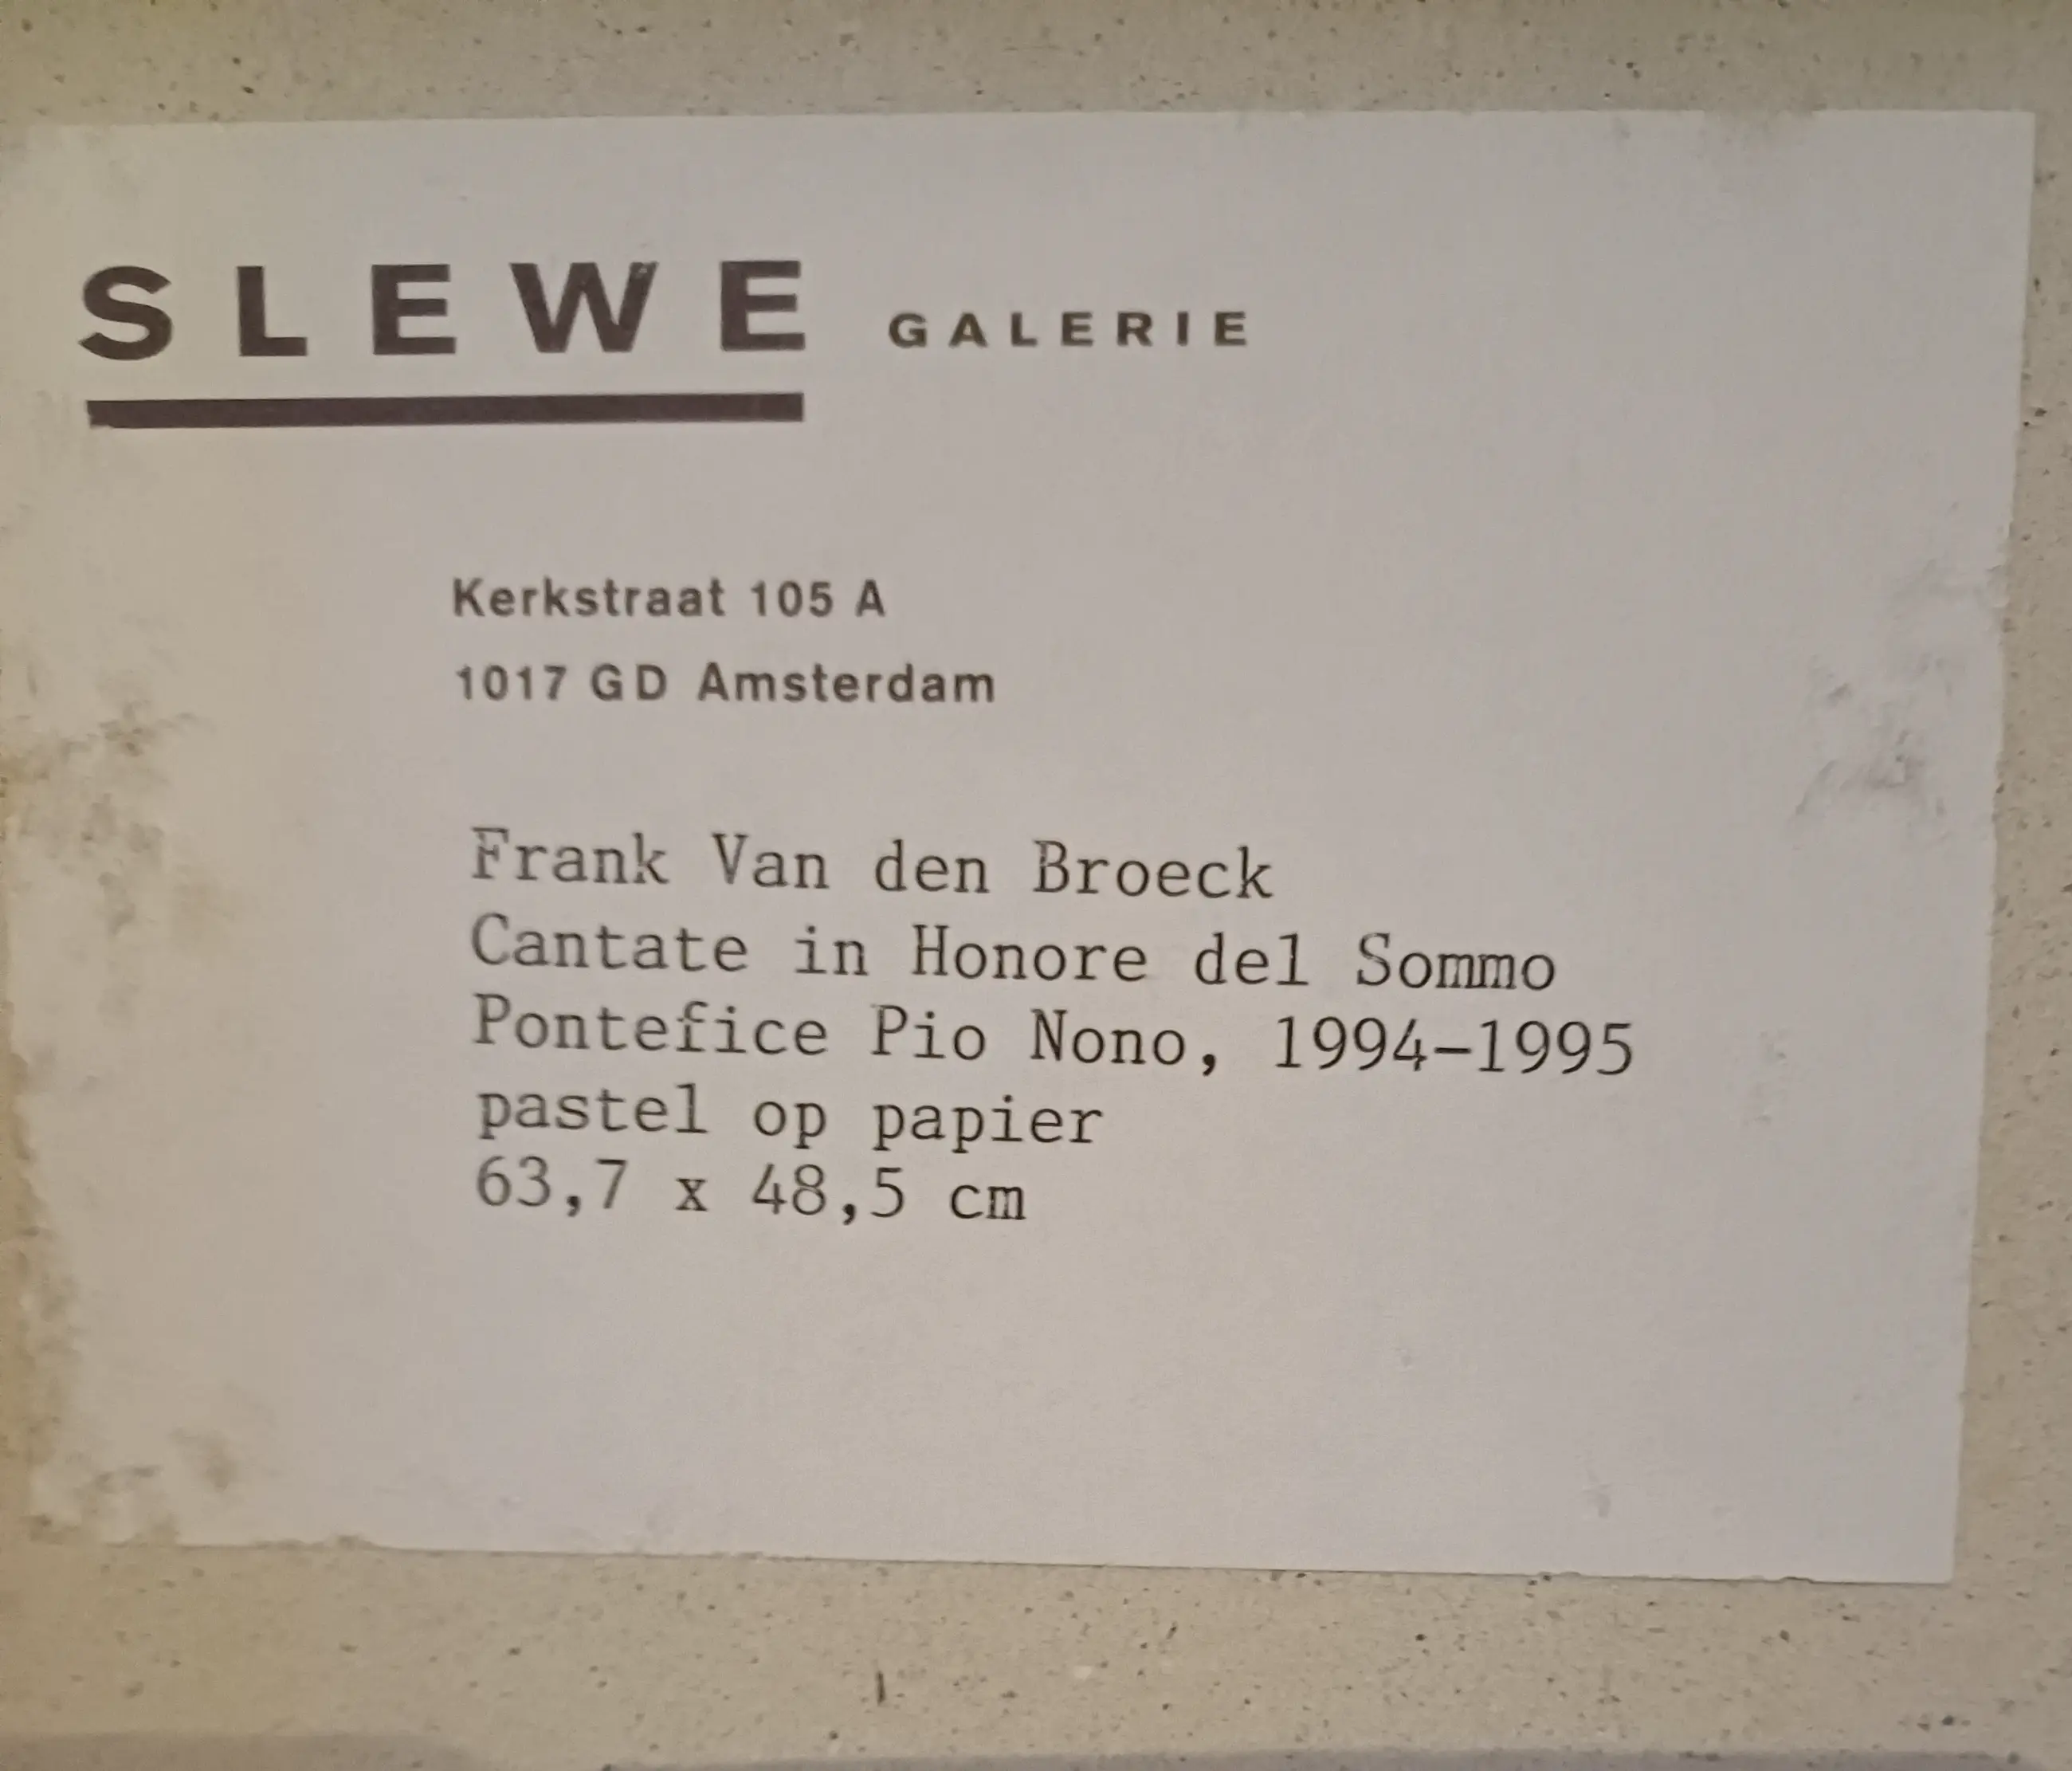 SLEWE GALERIE
Kerkstraat 105 A
1017 GD Amsterdam
Frank Van den Broeck
Cantate in Honore del Sommo
Pontefice Pio Nono, 1994-1995
pastel op papier
63,7 x 48,5 cm